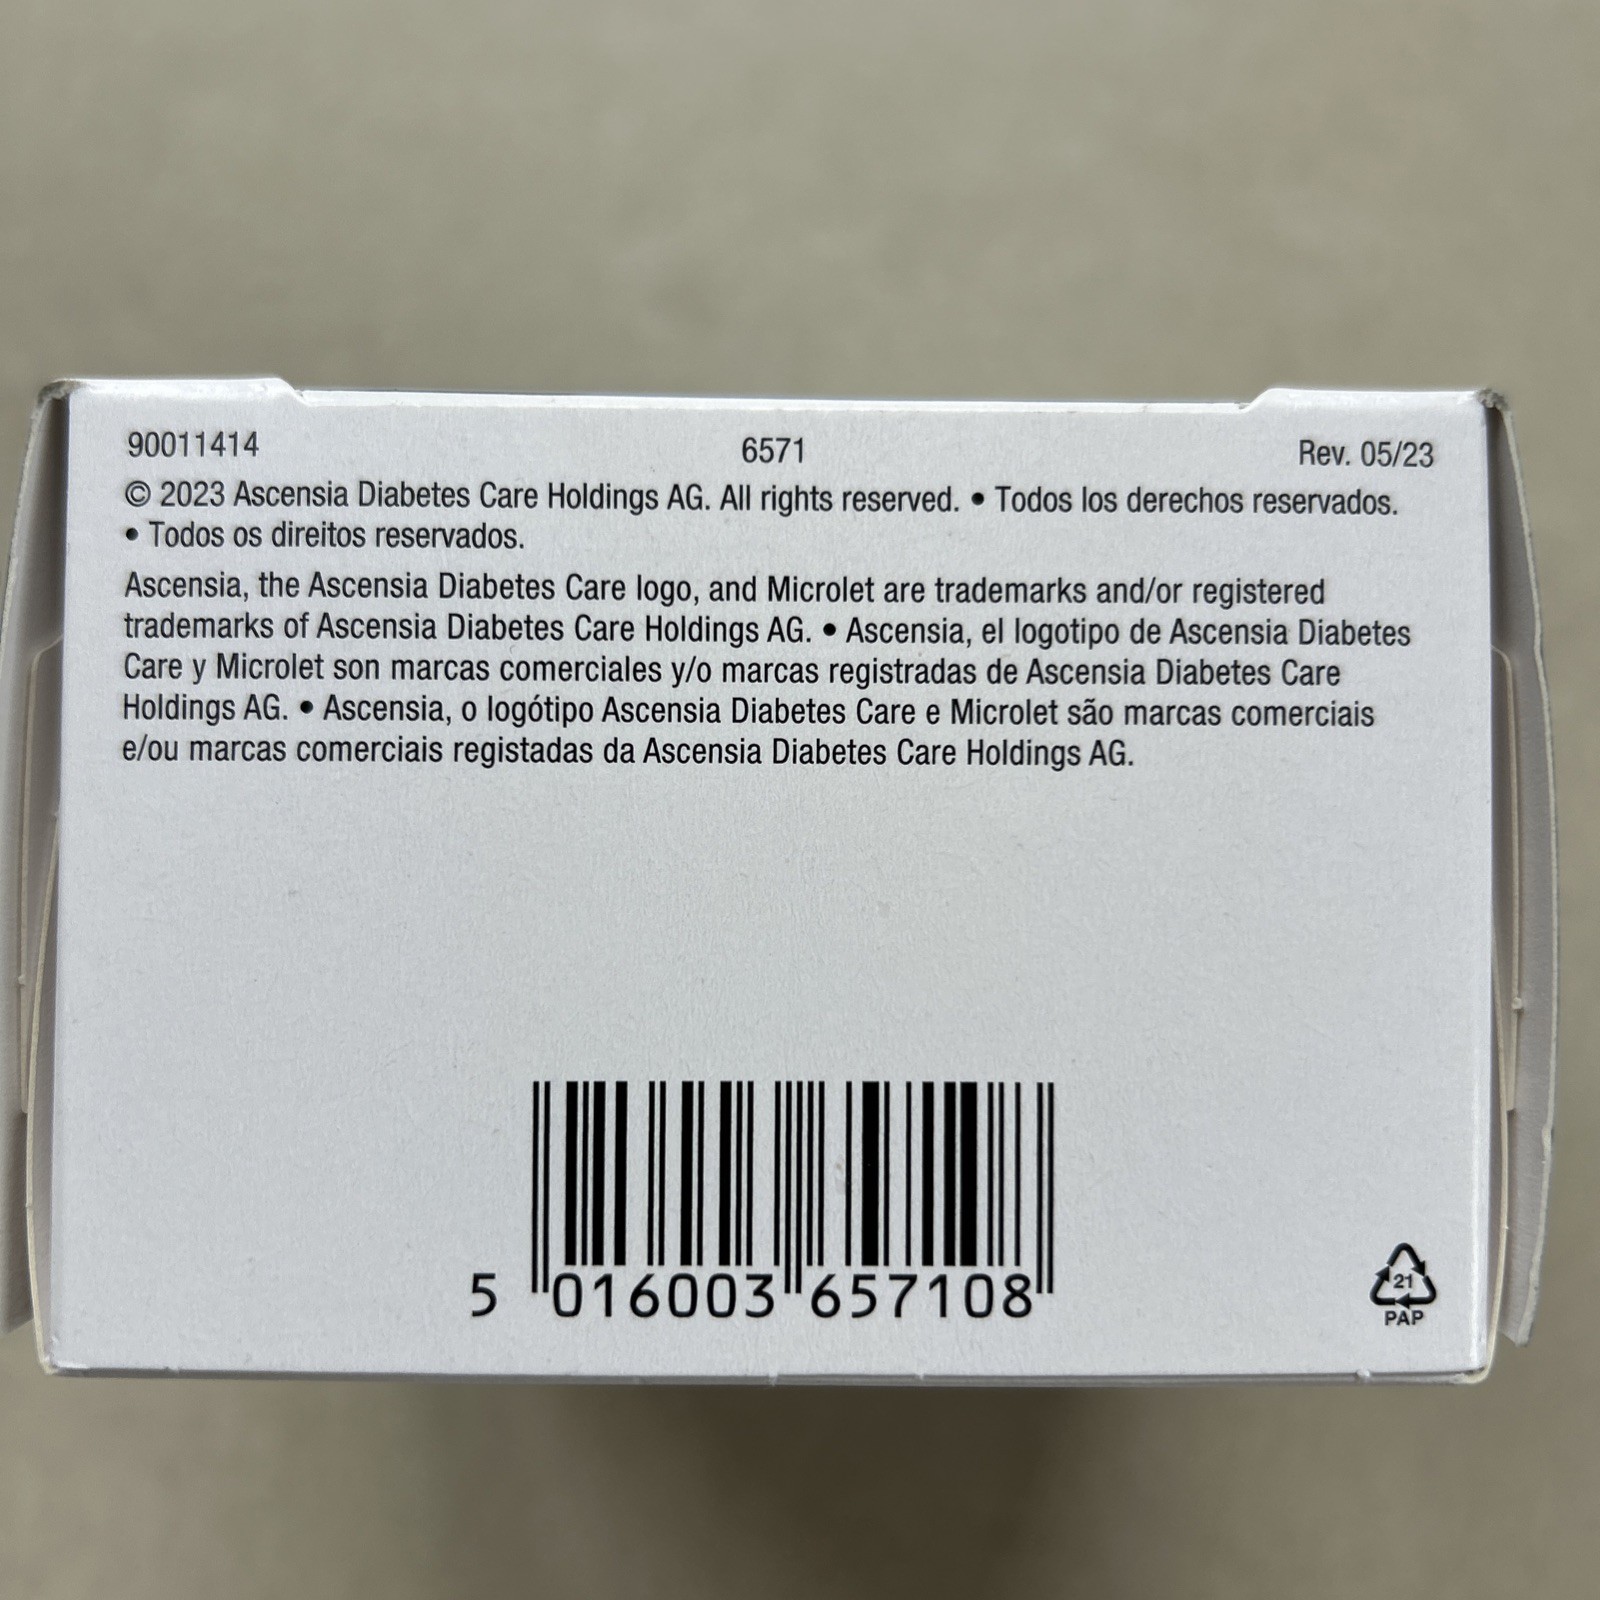 90011414 6571 Rev. 05/23
© 2023 Ascensia Diabetes Care Holdings AG. All rights reserved. • Todos los derechos reservados.
• Todos os direitos reservados.
Ascensia, the Ascensia Diabetes Care logo, and Microlet are trademarks and/or registered
trademarks of Ascensia Diabetes Care Holdings AG. • Ascensia, el logotipo de Ascensia Diabetes
Care y Microlet son marcas comerciales y/o marcas registradas de Ascensia Diabetes Care
Holdings AG. • Ascensia, o logótipo Ascensia Diabetes Care e Microlet são marcas comerciais
e/ou marcas comerciais registadas da Ascensia Diabetes Care Holdings AG.
5 016003 657108
21
PAP